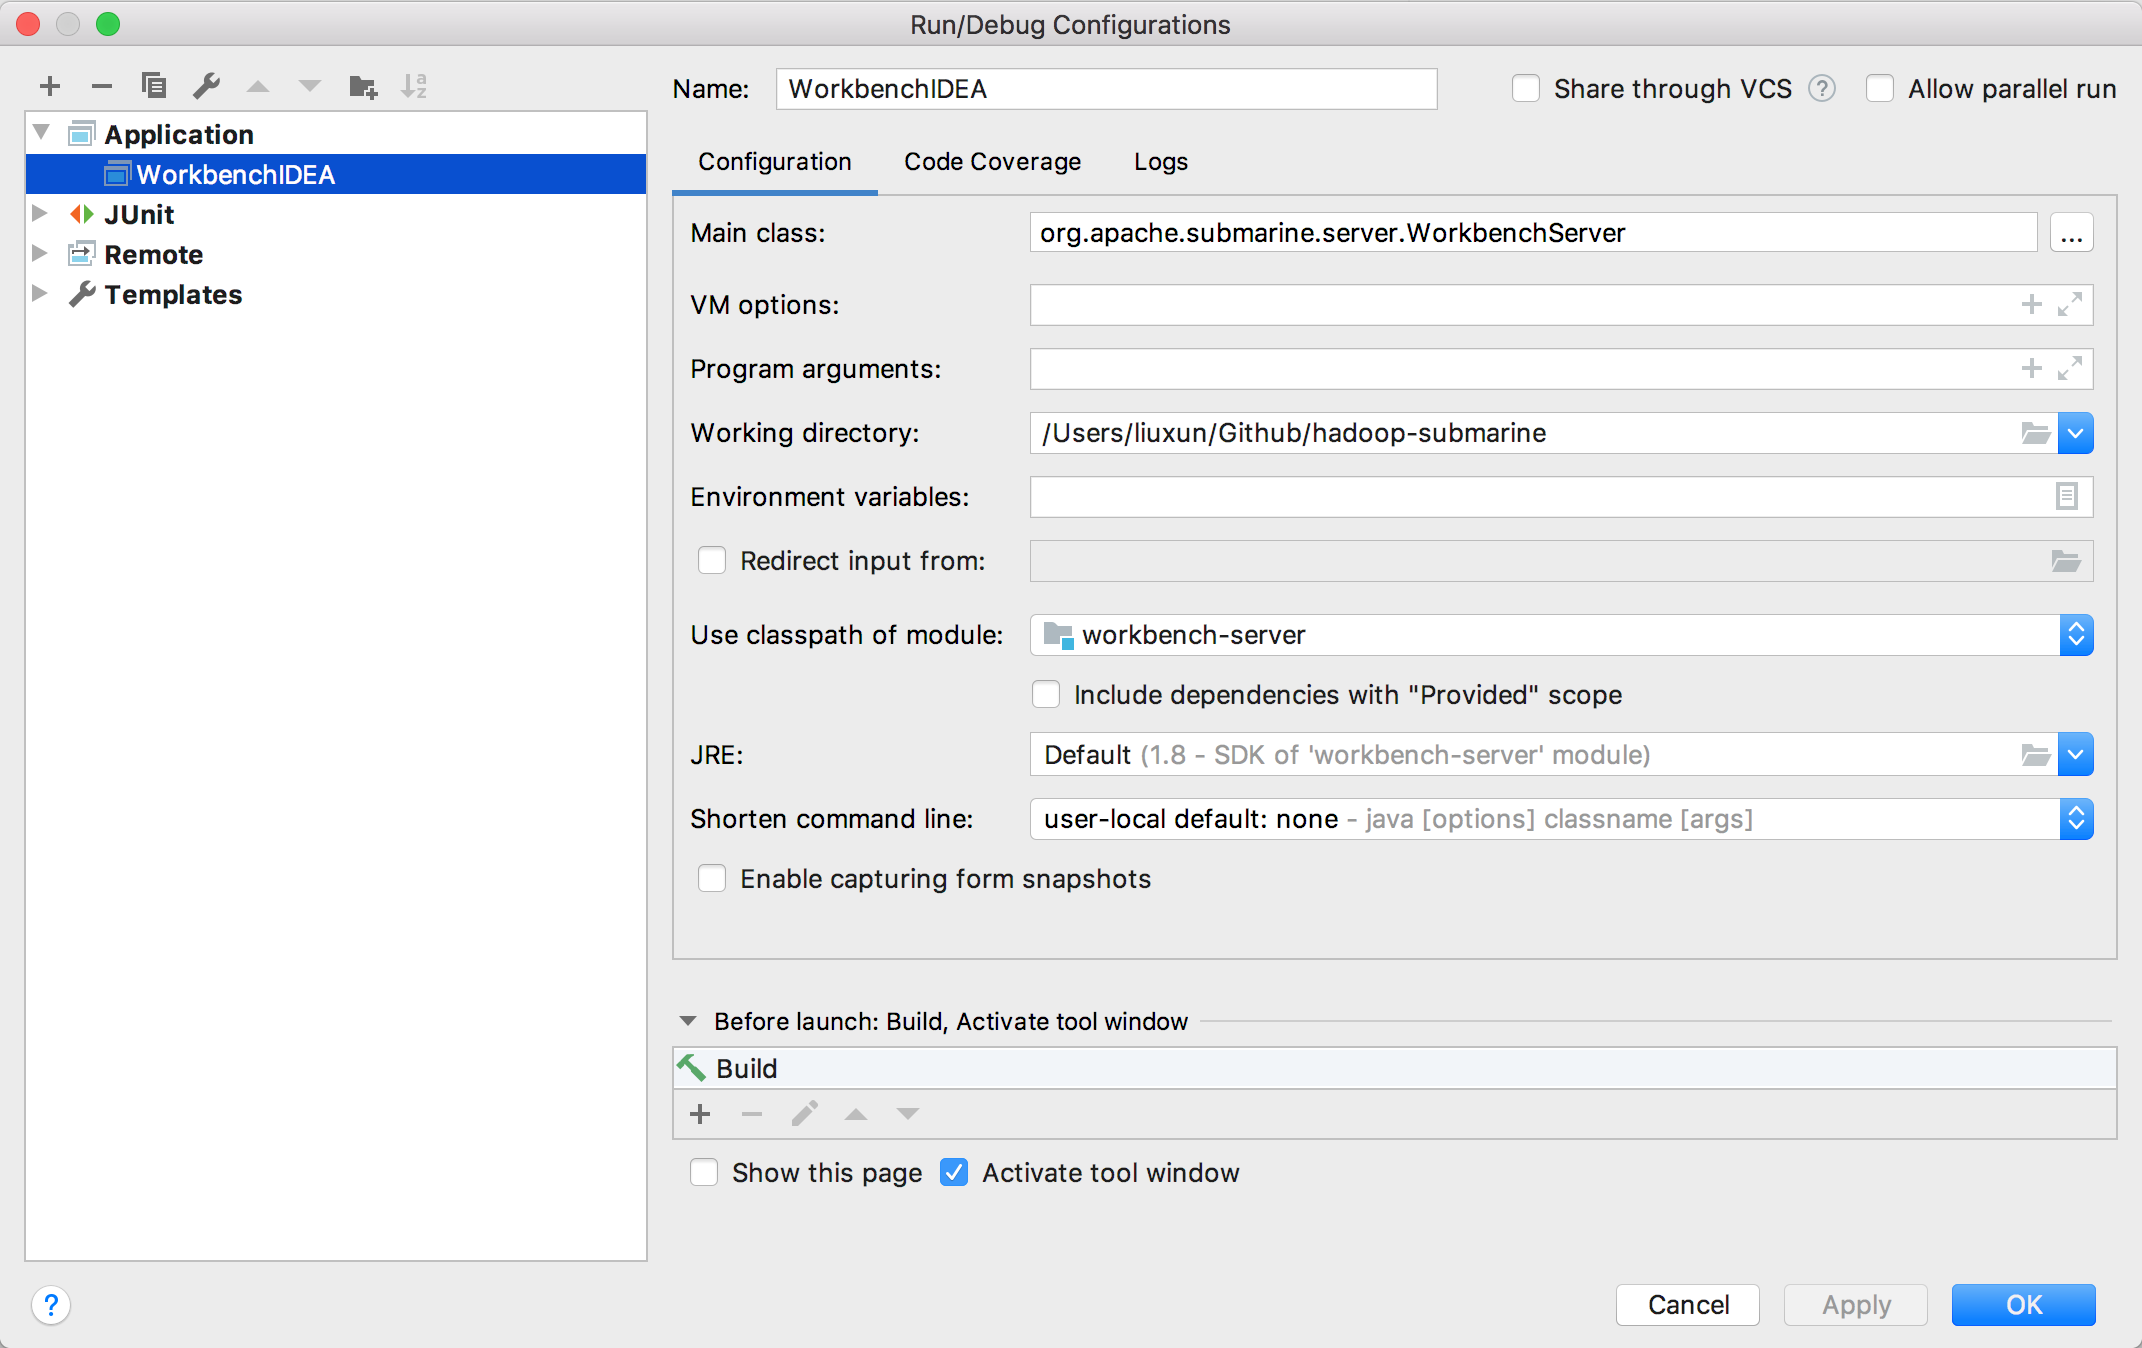 Run/Debug Configurations
Name: WorkbenchIDEA Share through VCS ? Allow parallel run
Application
WorkbenchIDEA
JUnit
Remote
Templates
Configuration Code Coverage Logs
Main class: org.apache.submarine.server.WorkbenchServer ...
VM options:
Program arguments:
Working directory: /Users/liuxun/Github/hadoop-submarine
Environment variables:
Redirect input from:
Use classpath of module: workbench-server
Include dependencies with "Provided" scope
JRE: Default (1.8 - SDK of 'workbench-server' module)
Shorten command line: user-local default: none - java [options] classname [args]
Enable capturing form snapshots
Before launch: Build, Activate tool window
Build
Show this page Activate tool window
? Cancel Apply OK